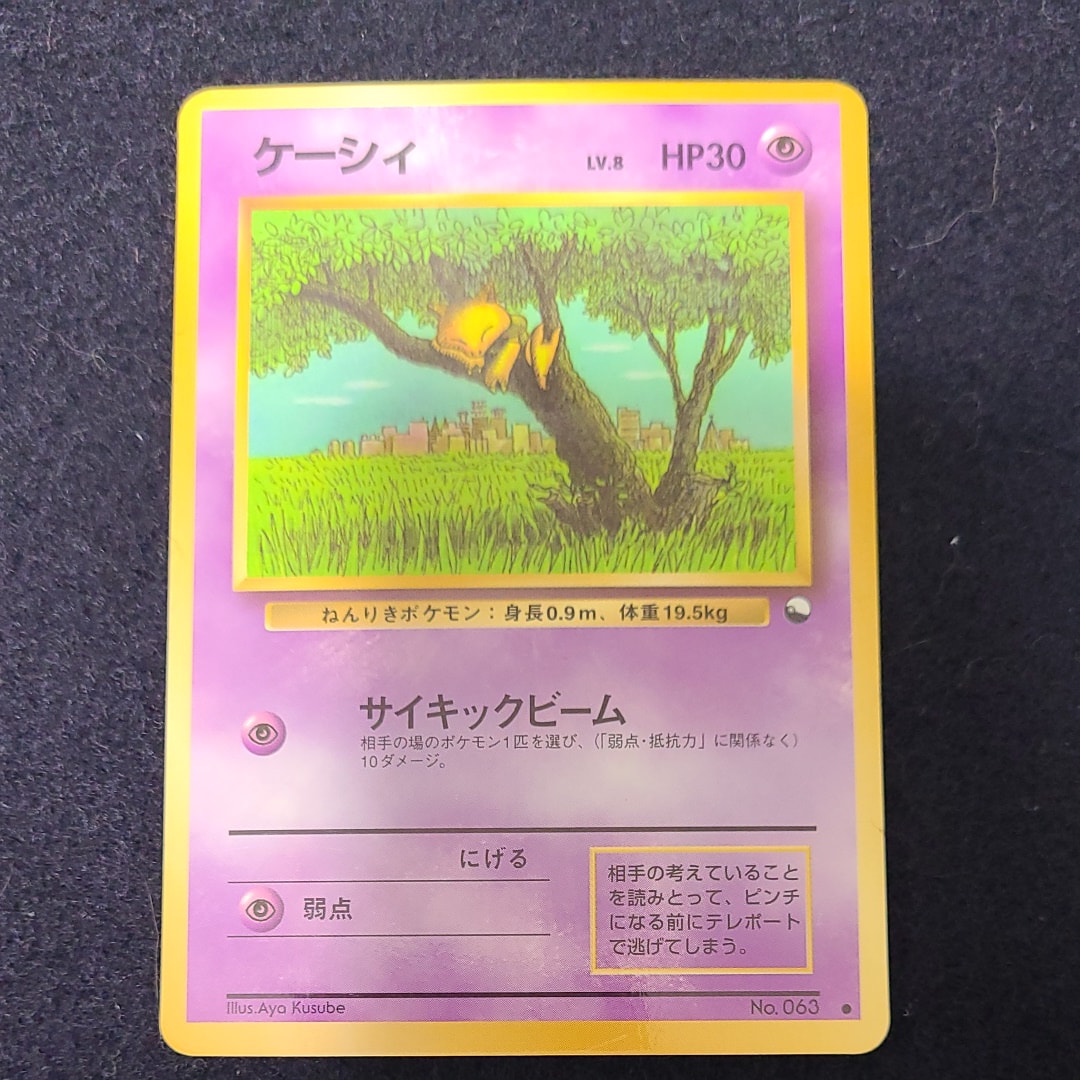 ケーシィ LV.8 HP30
ねんりきポケモン：身長0.9m、体重19.5kg
サイキックビーム
相手の場のポケモン1匹を選び、（「弱点・抵抗力」に関係なく）
10ダメージ。
にげる
弱点
相手の考えていること
を読みとって、ピンチ
になる前にテレポート
で逃げてしまう。
Illus.Aya Kusube No. 063